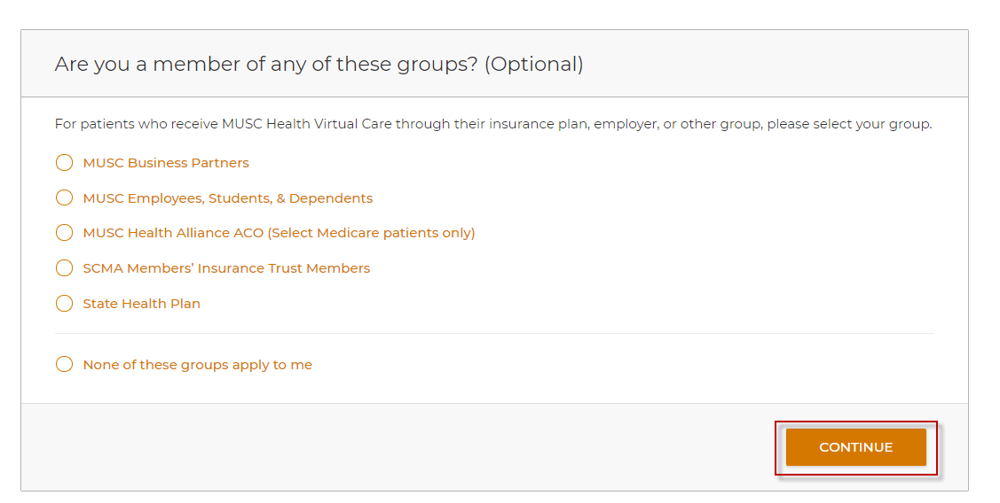 Are you a member of any of these groups? (Optional)
For patients who receive MUSC Health Virtual Care through their insurance plan, employer, or other group, please select your group.
MUSC Business Partners
MUSC Employees, Students, & Dependents
MUSC Health Alliance ACO (Select Medicare patients only)
SCMA Members’ Insurance Trust Members
State Health Plan
None of these groups apply to me
CONTINUE